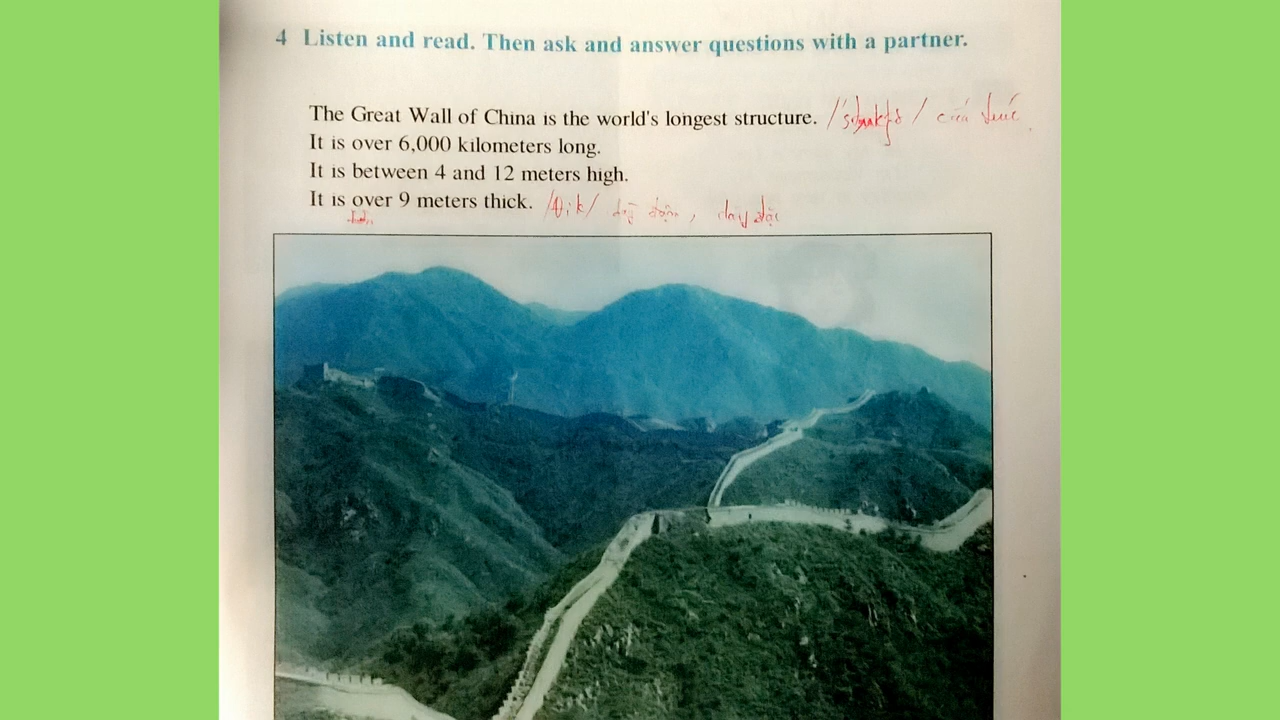 4 Listen and read. Then ask and answer questions with a partner.
The Great Wall of China is the world's longest structure.
It is over 6,000 kilometers long.
It is between 4 and 12 meters high.
It is over 9 meters thick.